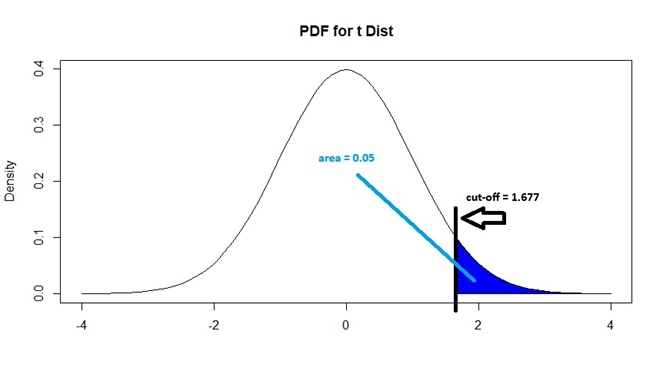 PDF for t Dist
Density
0.4
0.3
0.2
0.1
0.0
area = 0.05
cut-off = 1.677
-4
-2
0
2
4